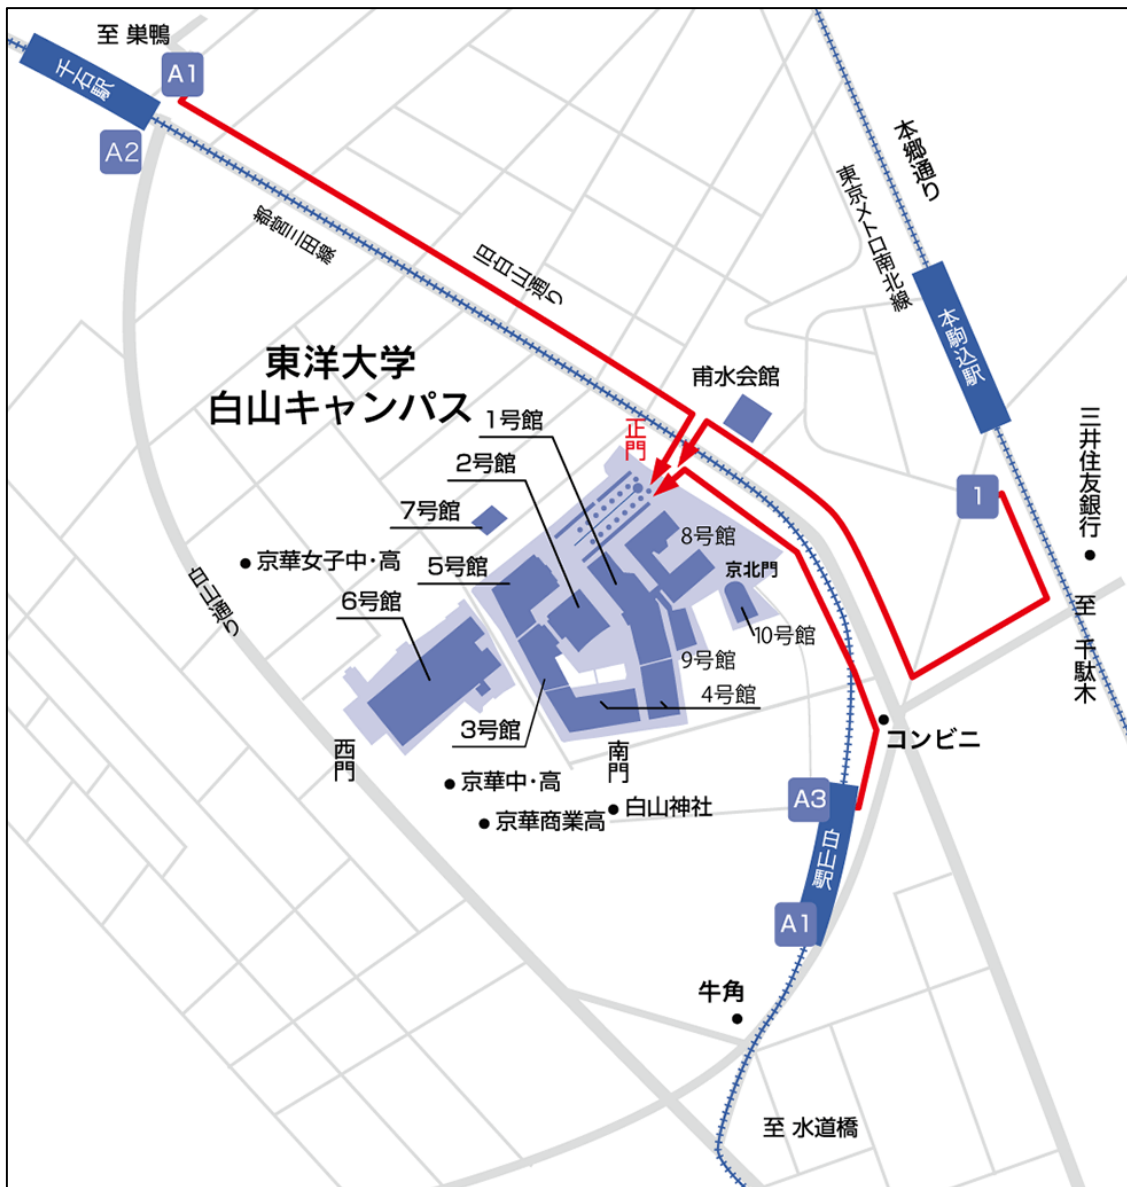 至 巣鴨
A1
千石駅
A2
本郷通り
東京メトロ南北線
都営三田線
旧白山通り
本駒込駅
東洋大学
白山キャンパス
甫水会館
三井住友銀行
1号館
正門
2号館
7号館
1
8号館
京華女子中・高
5号館
京北門
白山通り
6号館
10号館
至 千駄木
9号館
4号館
3号館
コンビニ
西門
南門
京華中・高
A3
白山神社
京華商業高
白山駅
A1
牛角
至 水道橋